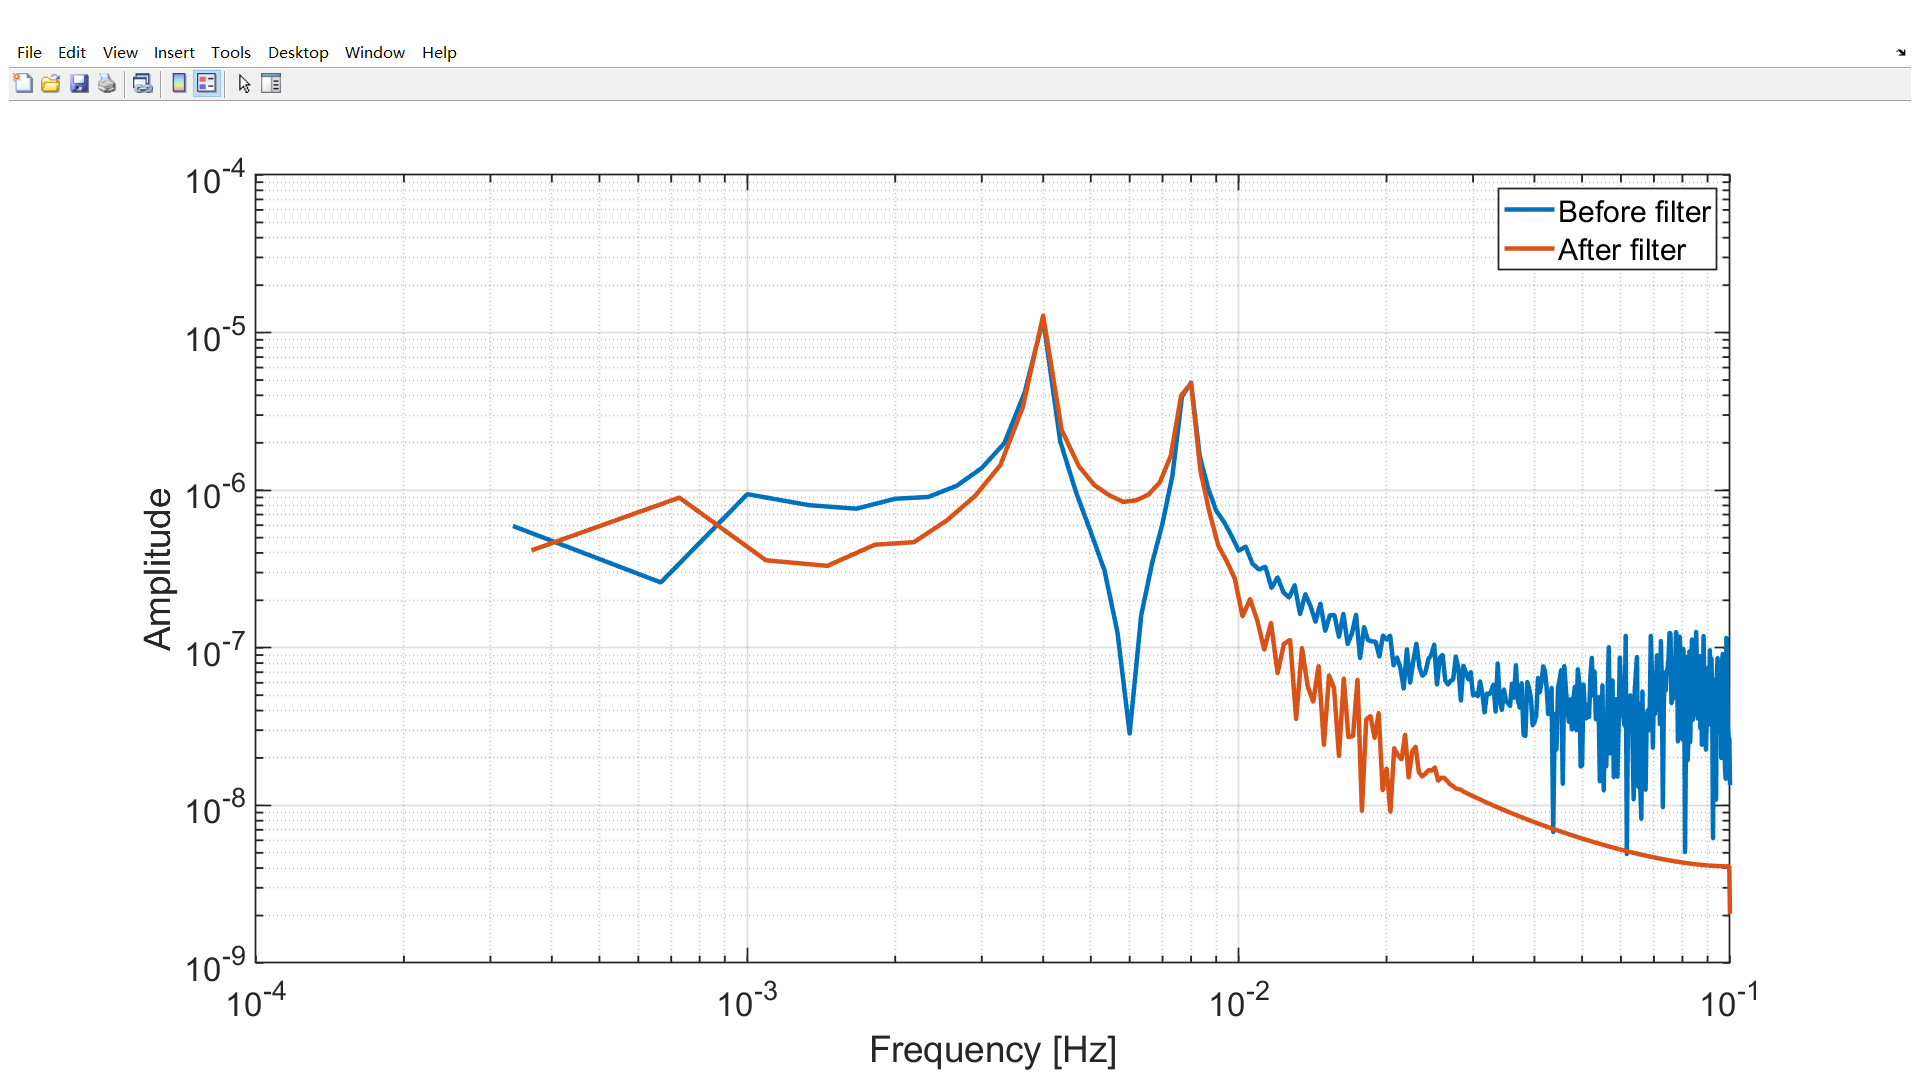 File Edit View Insert Tools Desktop Window Help
10^-4
10^-5
10^-6
10^-7
10^-8
10^-9
Amplitude
Before filter
After filter
10^-4 10^-3 10^-2 10^-1
Frequency [Hz]